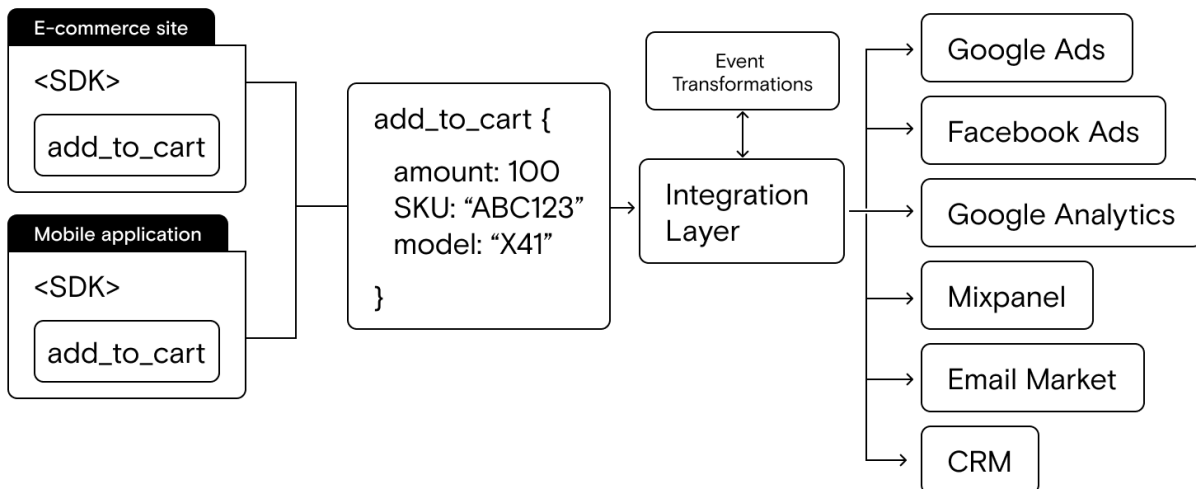 E-commerce site
<SDK>
add_to_cart
Mobile application
<SDK>
add_to_cart
add_to_cart {
amount: 100
SKU: “ABC123”
model: “X41”
}
Event
Transformations
Integration
Layer
Google Ads
Facebook Ads
Google Analytics
Mixpanel
Email Market
CRM